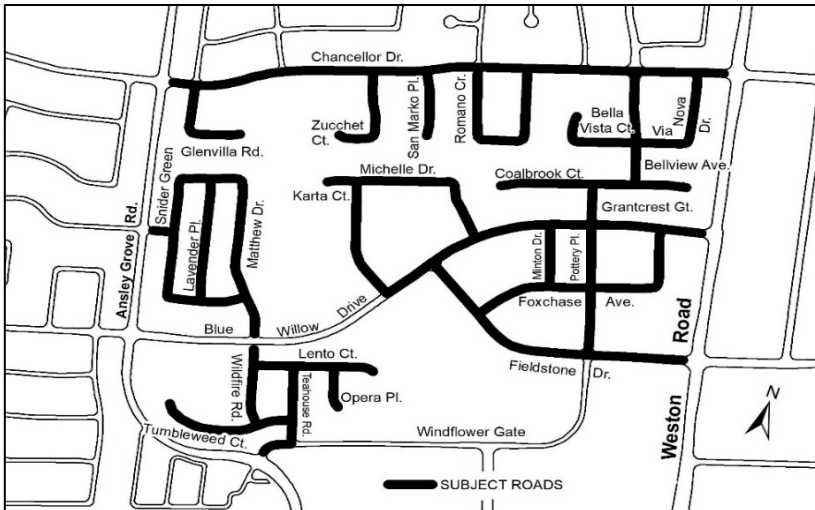 Chancellor Dr.
Glenvilla Rd.
Zucchet
Ct.
San Marko Pl.
Romano Cr.
Bella
Vista Ct.
Via
Nova
Dr.
Bellview Ave.
Michelle Dr.
Coalbrook Ct.
Karta Ct.
Grantcrest Gt.
Snider Green
Lavender Pl.
Matthew Dr.
Ansley Grove
Rd.
Minton Dr.
Pottery Pl.
Foxchase
Ave.
Blue
Willow
Drive
Lento Ct.
Fieldstone
Dr.
Wildfire Rd.
Teahouse Rd.
Opera Pl.
Tumbleweed Ct.
Windflower Gate
Weston
Road
N
SUBJECT ROADS